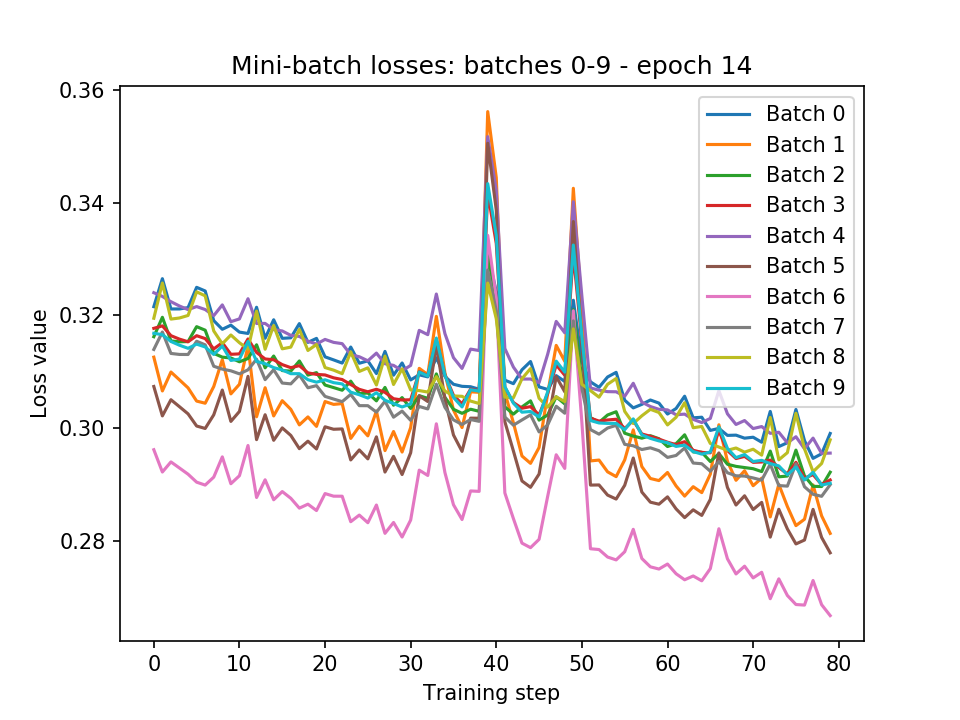 Mini-batch losses: batches 0-9 - epoch 14
0.36
0.34
0.32
0.30
0.28
Loss value
Batch 0
Batch 1
Batch 2
Batch 3
Batch 4
Batch 5
Batch 6
Batch 7
Batch 8
Batch 9
0 10 20 30 40 50 60 70 80
Training step